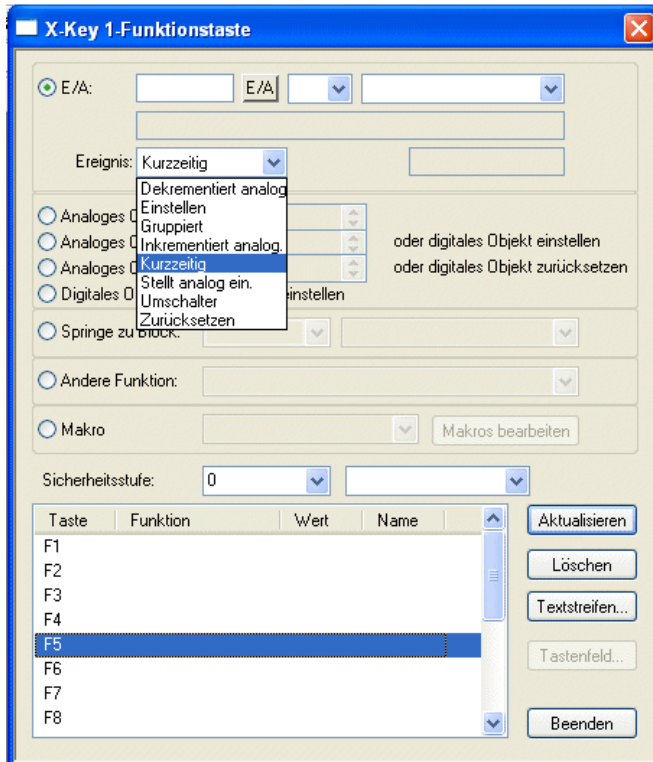 X-Key 1-Funktionstaste
E/A: E/A
Ereignis: Kurzzeitig
Dekrementiert analog
Einstellen
Gruppiert
Inkrementiert analog.
Kurzzeitig
Stellt analog ein.
Umschalter
Zurücksetzen
Analoges O
Analoges O oder digitales Objekt einstellen
Analoges O oder digitales Objekt zurücksetzen
Digitales O einstellen
Springe zu Block:
Andere Funktion:
Makro Makros bearbeiten
Sicherheitsstufe: 0
Taste Funktion Wert Name
F1
F2
F3
F4
F5
F6
F7
F8
Aktualisieren
Löschen
Textstreifen...
Tastenfeld...
Beenden